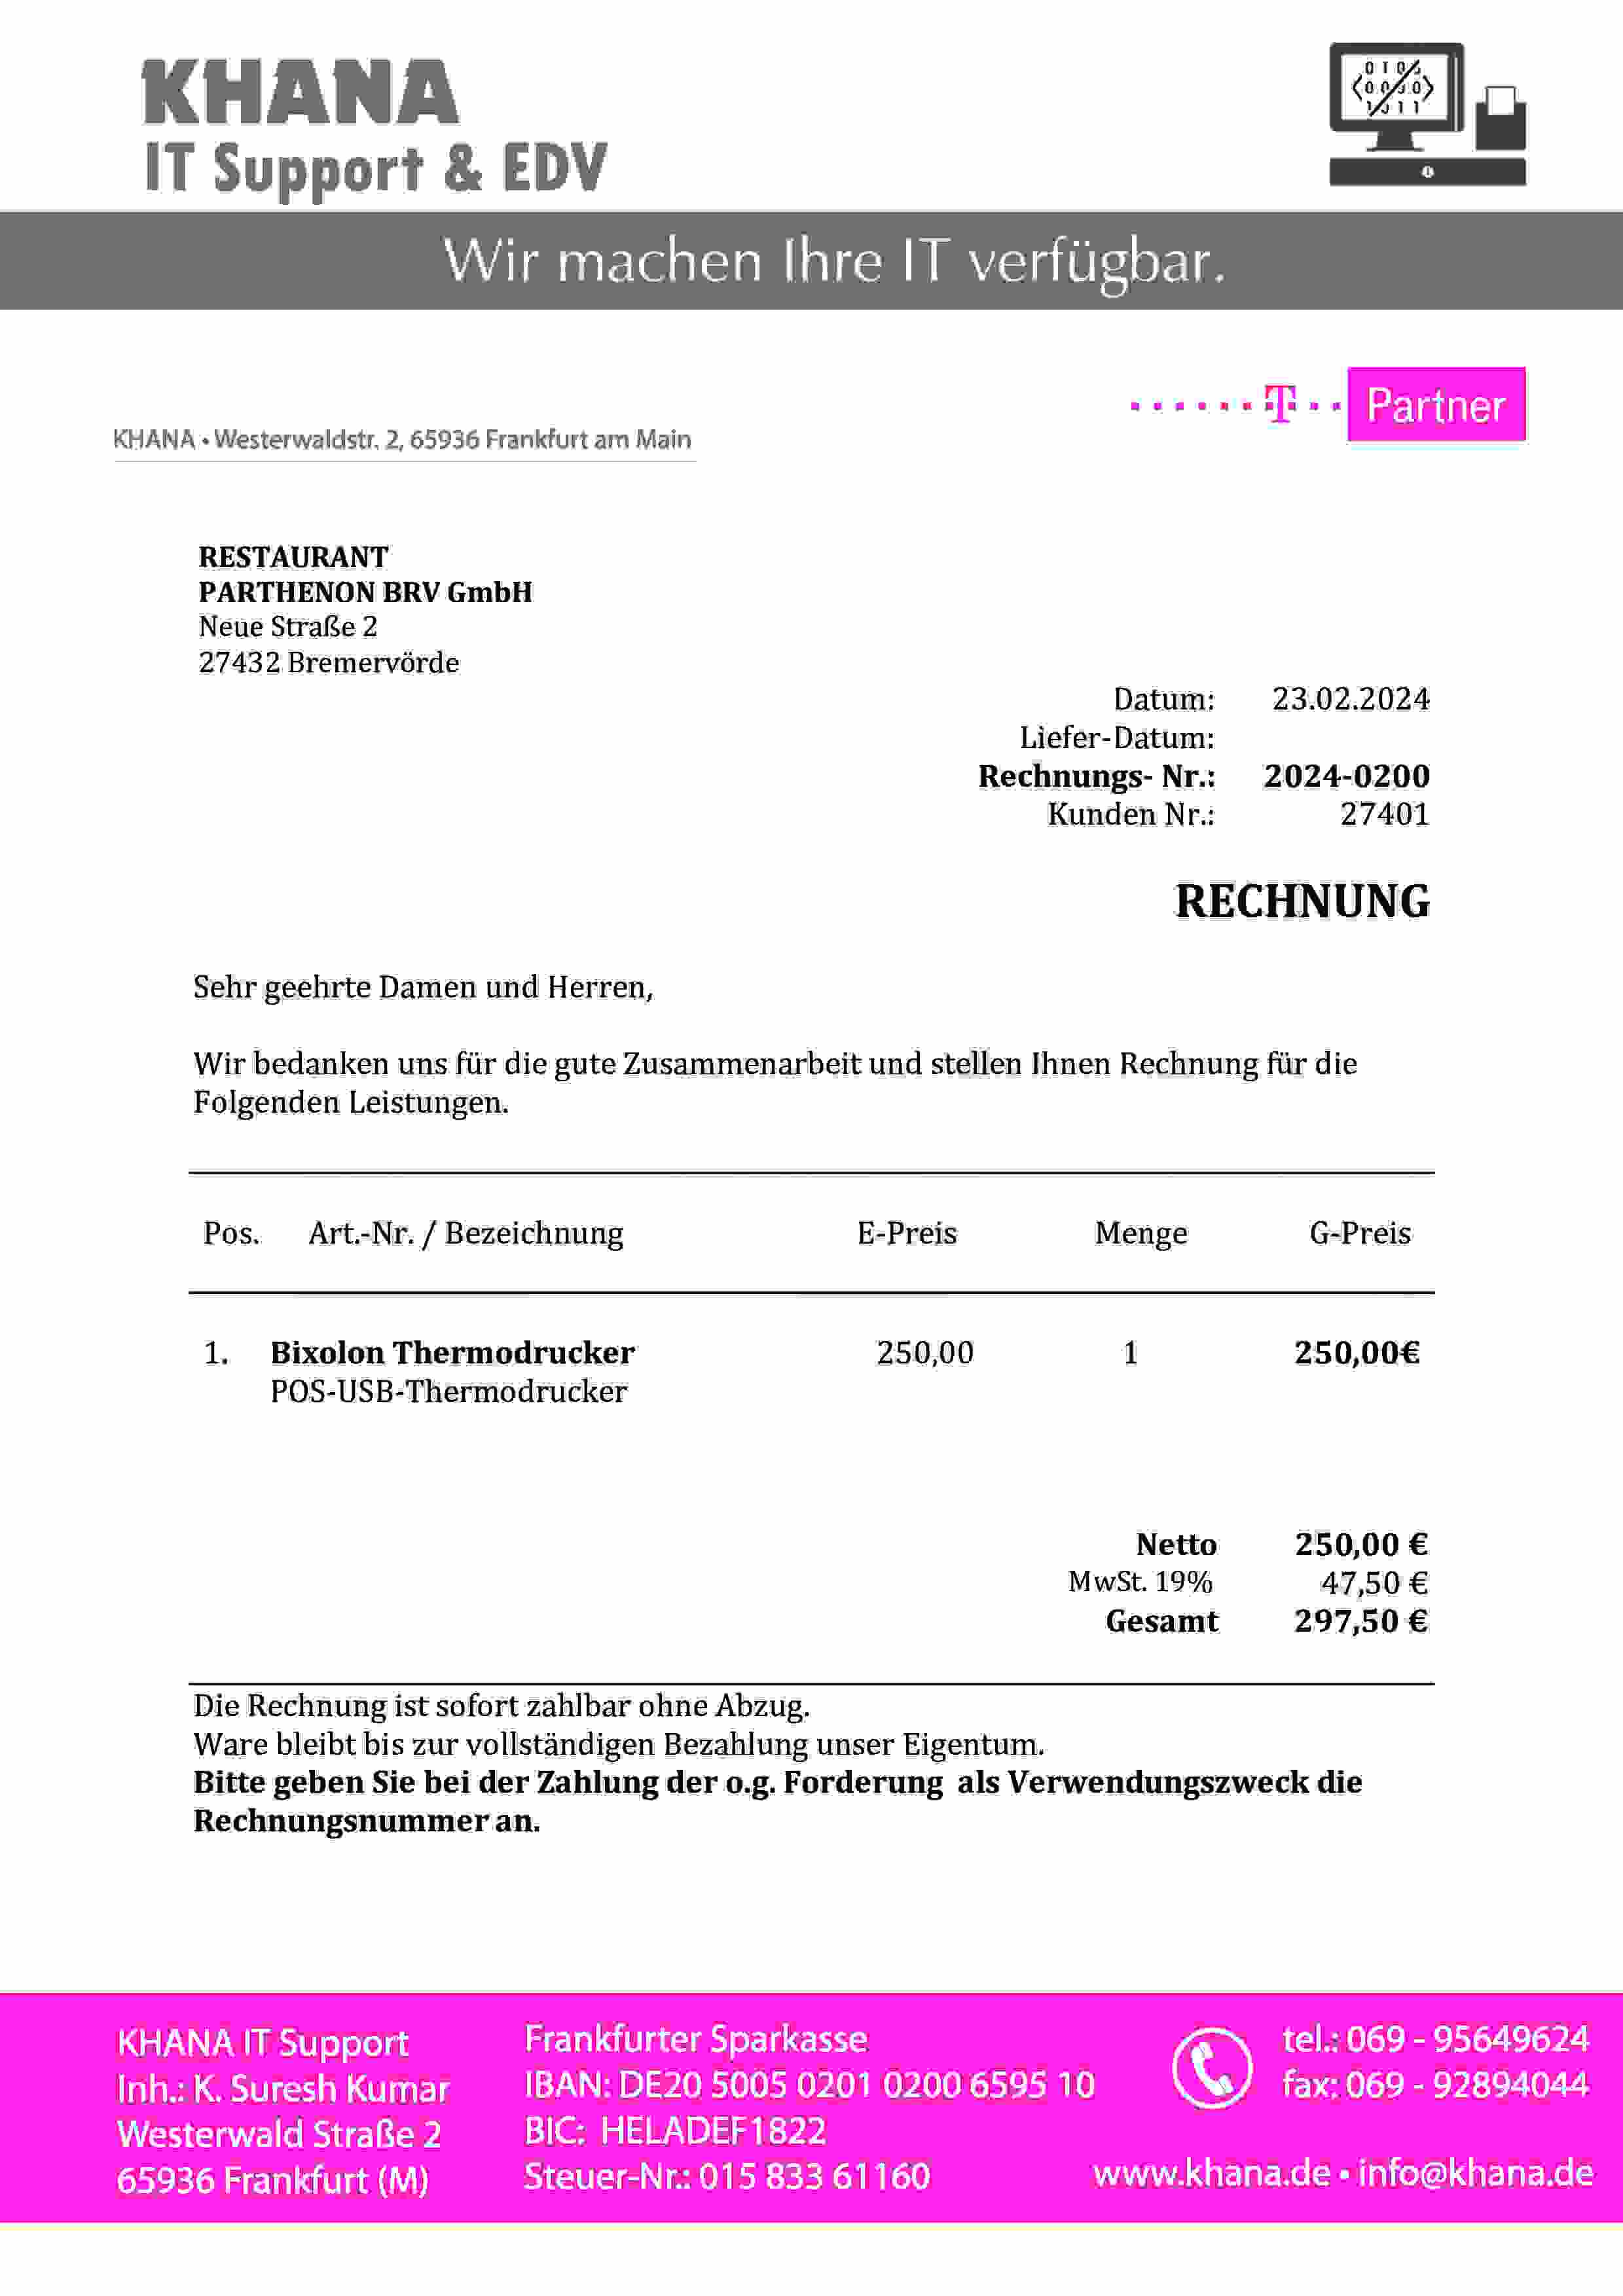 KHANA
IT Support & EDV
Wir machen Ihre IT verfügbar.
T Partner
KHANA • Westerwaldstr. 2, 65936 Frankfurt am Main
RESTAURANT
PARTHENON BRV GmbH
Neue Straße 2
27432 Bremervörde
Datum: 23.02.2024
Liefer-Datum:
Rechnungs- Nr.: 2024-0200
Kunden Nr.: 27401
RECHNUNG
Sehr geehrte Damen und Herren,
Wir bedanken uns für die gute Zusammenarbeit und stellen Ihnen Rechnung für die
Folgenden Leistungen.
Pos. Art.-Nr. / Bezeichnung E-Preis Menge G-Preis
1. Bixolon Thermodrucker 250,00 1 250,00€
POS-USB-Thermodrucker
Netto 250,00 €
MwSt. 19% 47,50 €
Gesamt 297,50 €
Die Rechnung ist sofort zahlbar ohne Abzug.
Ware bleibt bis zur vollständigen Bezahlung unser Eigentum.
Bitte geben Sie bei der Zahlung der o.g. Forderung als Verwendungszweck die
Rechnungsnummer an.
KHANA IT Support
Inh.: K. Suresh Kumar
Westerwald Straße 2
65936 Frankfurt (M)
Frankfurter Sparkasse
IBAN: DE20 5005 0201 0200 6595 10
BIC: HELADEF1822
Steuer-Nr.: 015 833 61160
tel.: 069 - 95649624
fax: 069 - 92894044
www.khana.de • info@khana.de